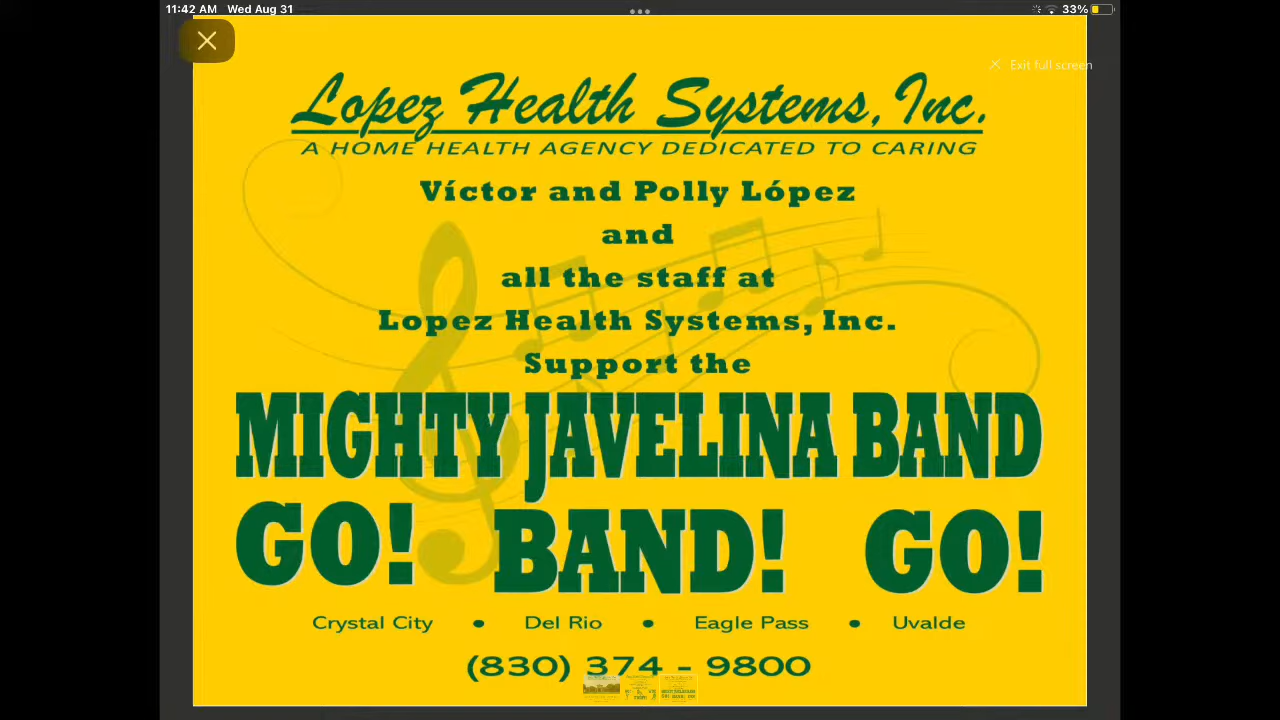 11:42 AM Wed Aug 31
33%
Exit full screen
Lopez Health Systems, Inc.
A HOME HEALTH AGENCY DEDICATED TO CARING
Víctor and Polly López
and
all the staff at
Lopez Health Systems, Inc.
Support the
MIGHTY JAVELINA BAND
GO! BAND! GO!
Crystal City • Del Rio • Eagle Pass • Uvalde
(830) 374 - 9800